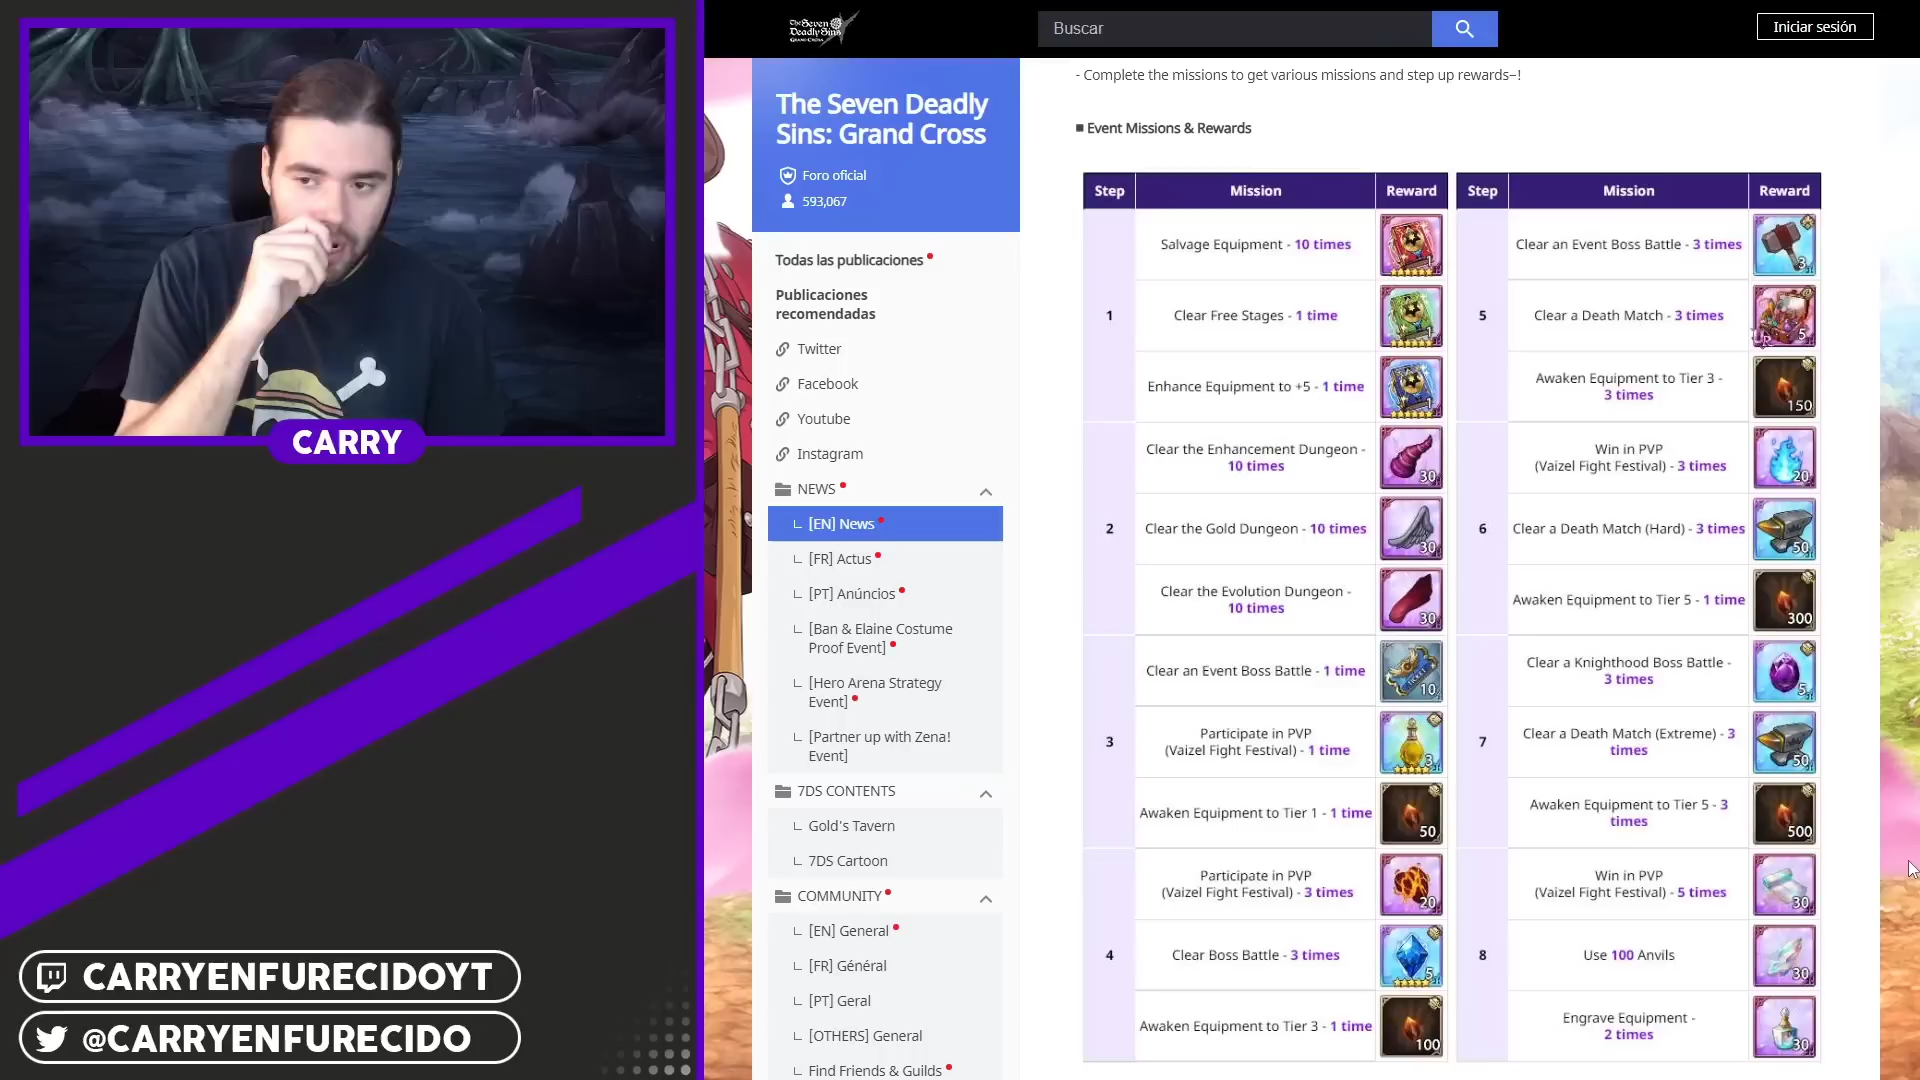 CARRY
CARRYENFURECIDOYT
@CARRYENFURECIDO
The Seven
Deadly Sins
GRAND CROSS
Buscar
Iniciar sesión
The Seven Deadly
Sins: Grand Cross
Foro oficial
593,067
Todas las publicaciones
Publicaciones
recomendadas
Twitter
Facebook
Youtube
Instagram
NEWS
[EN] News
[FR] Actus
[PT] Anúncios
[Ban & Elaine Costume
Proof Event]
[Hero Arena Strategy
Event]
[Partner up with Zena!
Event]
7DS CONTENTS
Gold's Tavern
7DS Cartoon
COMMUNITY
[EN] General
[FR] Général
[PT] Geral
[OTHERS] General
Find Friends & Guilds
- Complete the missions to get various missions and step up rewards~!
■ Event Missions & Rewards
Step Mission Reward
1
Salvage Equipment - 10 times
1
Clear Free Stages - 1 time
1
Enhance Equipment to +5 - 1 time
1
2
Clear the Enhancement Dungeon -
10 times
30
Clear the Gold Dungeon - 10 times
30
Clear the Evolution Dungeon -
10 times
30
3
Clear an Event Boss Battle - 1 time
TICKET
10
Participate in PVP
(Vaizel Fight Festival) - 1 time
3
Awaken Equipment to Tier 1 - 1 time
50
4
Participate in PVP
(Vaizel Fight Festival) - 3 times
20
Clear Boss Battle - 3 times
5
Awaken Equipment to Tier 3 - 1 time
100
Step Mission Reward
5
Clear an Event Boss Battle - 3 times
3
Clear a Death Match - 3 times
UR
5
Awaken Equipment to Tier 3 -
3 times
150
6
Win in PVP
(Vaizel Fight Festival) - 3 times
20
Clear a Death Match (Hard) - 3 times
50
Awaken Equipment to Tier 5 - 1 time
300
7
Clear a Knighthood Boss Battle -
3 times
5
Clear a Death Match (Extreme) - 3
times
50
Awaken Equipment to Tier 5 - 3
times
500
8
Win in PVP
(Vaizel Fight Festival) - 5 times
30
Use 100 Anvils
30
Engrave Equipment -
2 times
30